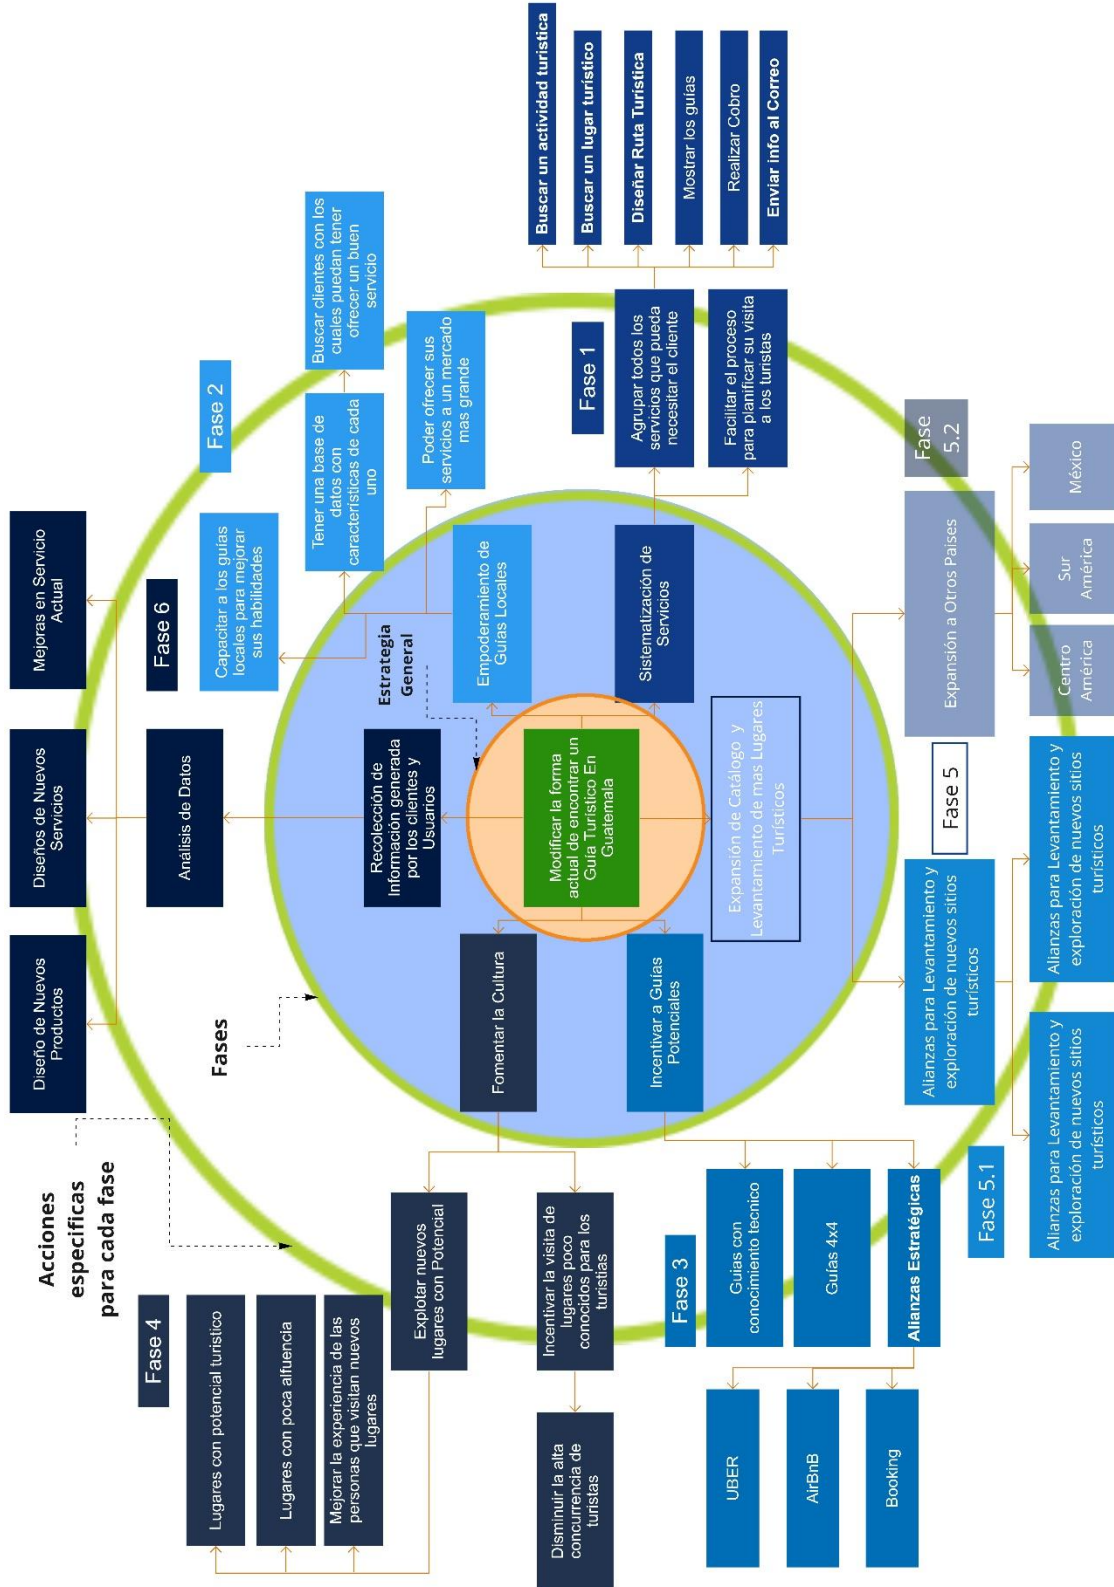 Acciones
especificas
para cada fase
Fases
Estrategia
General
Modificar la forma
actual de encontrar un
Guía Turistico En
Guatemala
Fase 1
Sistematización de
Servicios
Agrupar todos los
servicios que pueda
necesitar el cliente
Facilitar el proceso
para planificar su visita
a los turistas
Buscar un actividad turistica
Buscar un lugar turístico
Diseñar Ruta Turística
Mostrar los guías
Realizar Cobro
Enviar info al Correo
Fase 2
Empoderamiento de
Guías Locales
Capacitar a los guias
locales para mejorar
sus habilidades
Tener una base de
datos con
características de cada
uno
Buscar clientes con los
cuales puedan tener
ofrecer un buen
servicio
Poder ofrecer sus
servicios a un mercado
mas grande
Fase 3
Incentivar a Guías
Potenciales
Guias con
conocimiento tecnico
Guías 4x4
Alianzas Estratégicas
UBER
AirBnB
Booking
Fase 4
Fomentar la Cultura
Explotar nuevos
lugares con Potencial
Lugares con potencial turistico
Lugares con poca alfuencia
Mejorar la experiencia de las
personas que visitan nuevos
lugares
Incentivar la visita de
lugares poco
conocidos para los
turistias
Disminuir la alta
concurrencia de
turistas
Fase 5
Expansión de Catálogo y
Levantamiento de mas Lugares
Turísticos
Fase 5.1
Alianzas para Levantamiento y
exploración de nuevos sitios
turísticos
Alianzas para Levantamiento y
exploración de nuevos sitios
turísticos
Alianzas para Levantamiento y
exploración de nuevos sitios
turísticos
Fase
5.2
Expansión a Otros Paises
Centro
América
Sur
América
México
Fase 6
Recolección de
Información generada
por los clientes y
Usuarios
Análisis de Datos
Diseño de Nuevos
Productos
Diseños de Nuevos
Servicios
Mejoras en Servicio
Actual